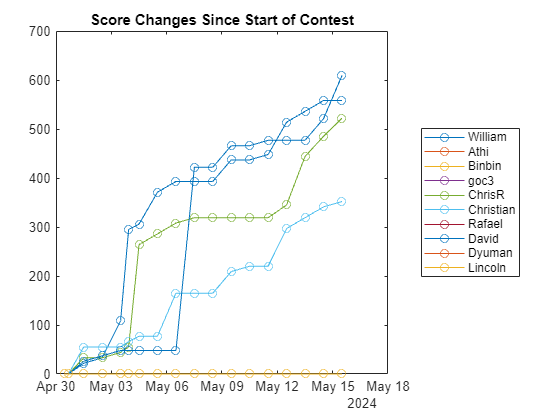 Score Changes Since Start of Contest
700
600
500
400
300
200
100
0
Apr 30 May 03 May 06 May 09 May 12 May 15 May 18
2024
William
Athi
Binbin
goc3
ChrisR
Christian
Rafael
David
Dyuman
Lincoln